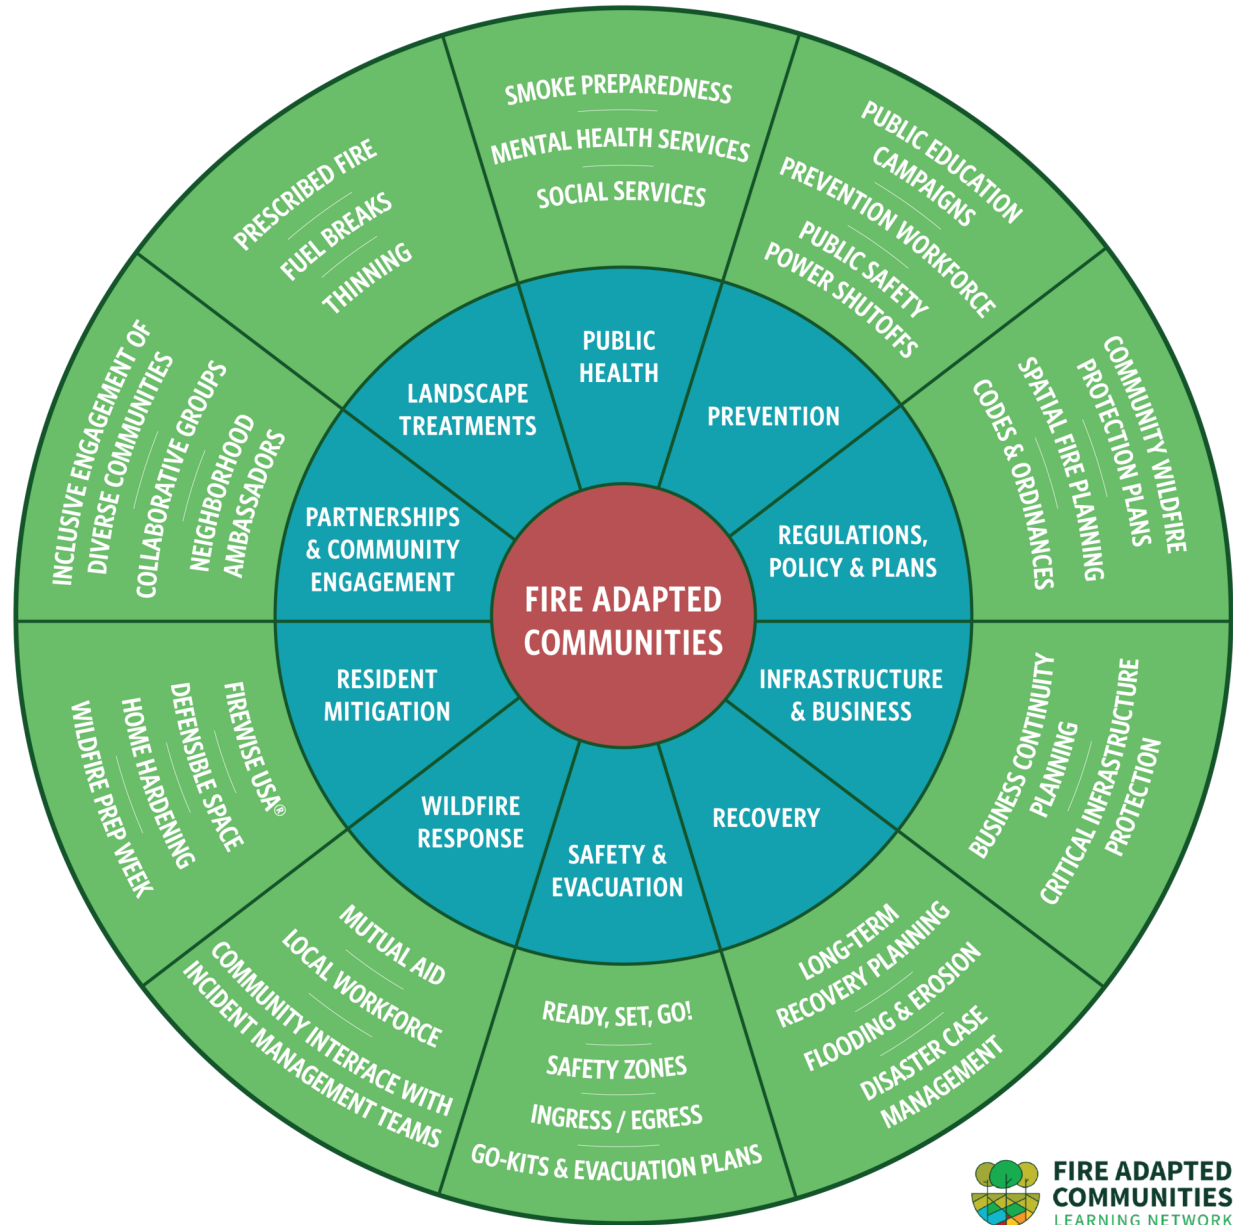 FIRE ADAPTED
COMMUNITIES
PUBLIC
HEALTH
SMOKE PREPAREDNESS
MENTAL HEALTH SERVICES
SOCIAL SERVICES
PREVENTION
PUBLIC EDUCATION
CAMPAIGNS
PREVENTION WORKFORCE
PUBLIC SAFETY
POWER SHUTOFFS
REGULATIONS,
POLICY & PLANS
COMMUNITY WILDFIRE
PROTECTION PLANS
SPATIAL FIRE PLANNING
CODES & ORDINANCES
INFRASTRUCTURE
& BUSINESS
BUSINESS CONTINUITY
PLANNING
CRITICAL INFRASTRUCTURE
PROTECTION
RECOVERY
LONG-TERM
RECOVERY PLANNING
FLOODING & EROSION
DISASTER CASE
MANAGEMENT
SAFETY &
EVACUATION
READY, SET, GO!
SAFETY ZONES
INGRESS / EGRESS
GO-KITS & EVACUATION PLANS
WILDFIRE
RESPONSE
MUTUAL AID
LOCAL WORKFORCE
COMMUNITY INTERFACE WITH
INCIDENT MANAGEMENT TEAMS
RESIDENT
MITIGATION
FIREWISE USA®
DEFENSIBLE SPACE
HOME HARDENING
WILDFIRE PREP WEEK
PARTNERSHIPS
& COMMUNITY
ENGAGEMENT
INCLUSIVE ENGAGEMENT OF
DIVERSE COMMUNITIES
COLLABORATIVE GROUPS
NEIGHBORHOOD
AMBASSADORS
LANDSCAPE
TREATMENTS
PRESCRIBED FIRE
FUEL BREAKS
THINNING
FIRE ADAPTED
COMMUNITIES
LEARNING NETWORK